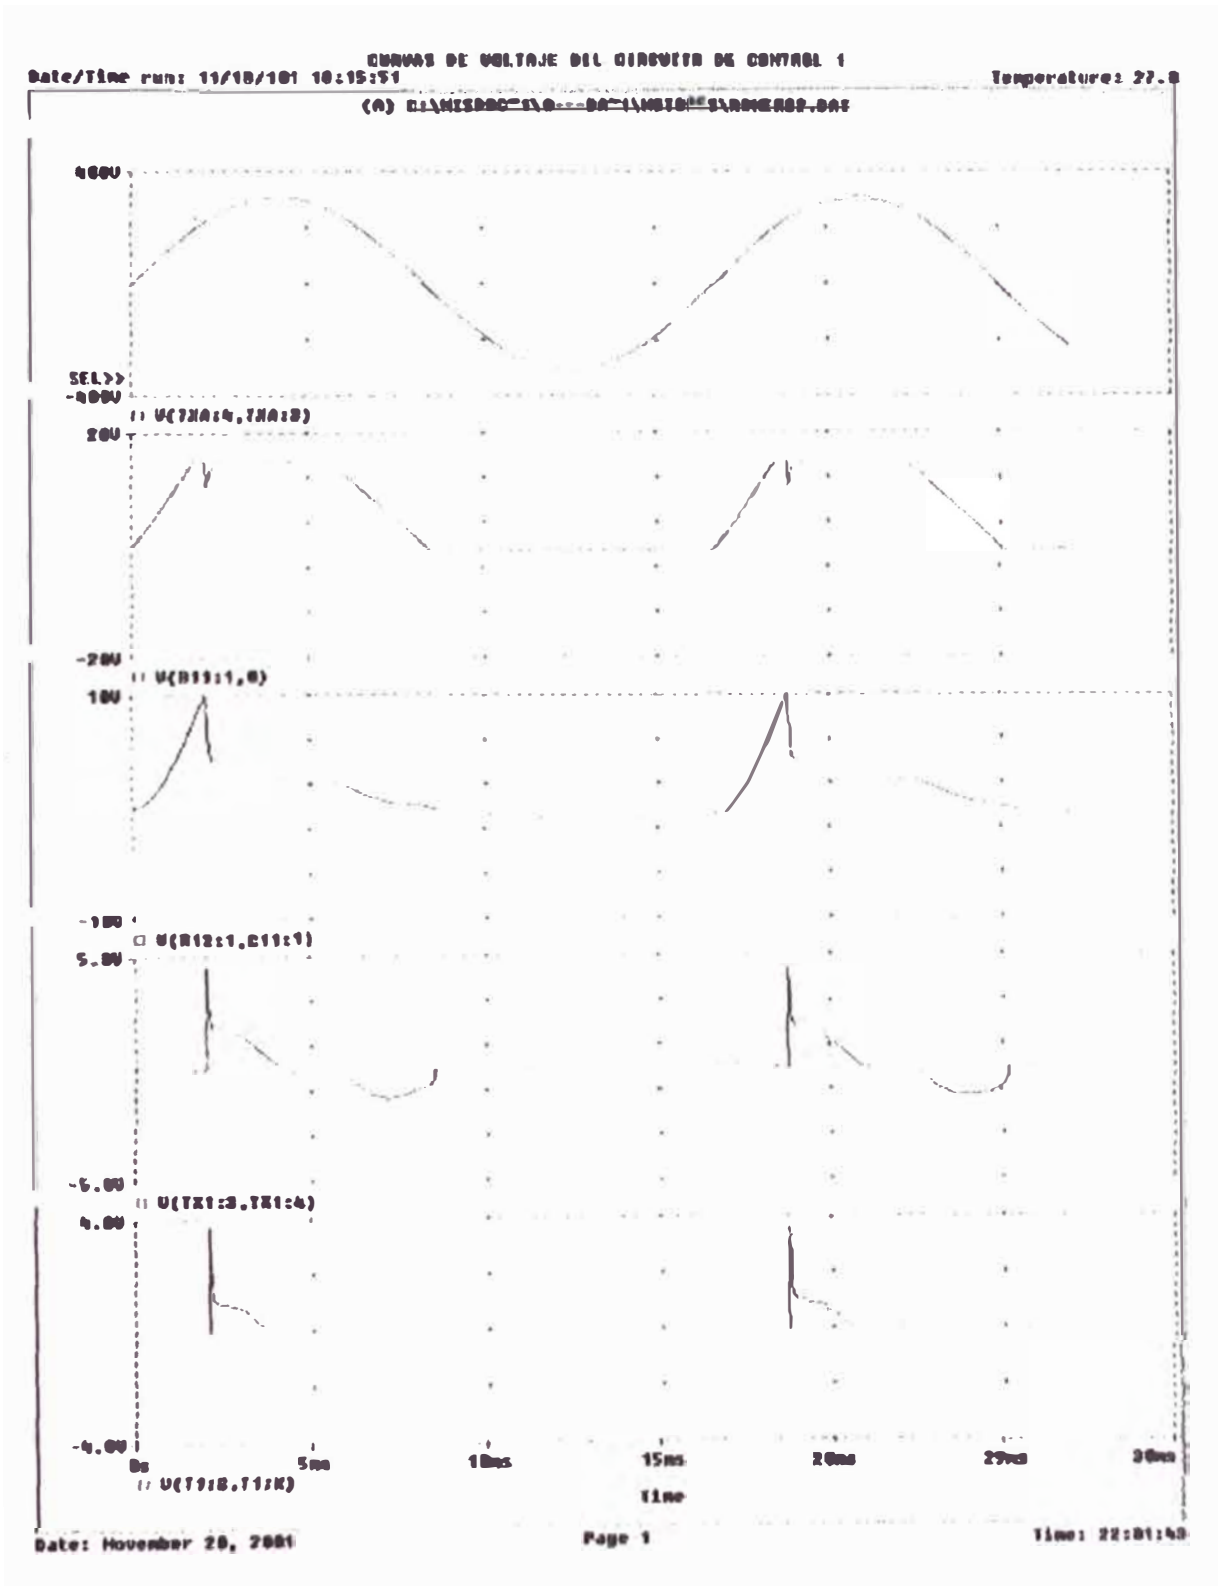 CURVAS DE VOLTAJE DEL CIRCUITO DE CONTROL 1
Date/Time run: 11/18/101 10:15:51
Temperature: 27.0
(A)
400V
SEL>>
-400V
V(TXA:4,TXA:3)
20V
-20V
V(D11:1,0)
10V
-10V
V(R12:1,C11:1)
5.0V
-5.0V
V(TX1:3,TX1:4)
4.0V
-4.0V
0s 5ms 10ms 15ms 20ms 25ms 30ms
V(T1:G,T1:K)
Time
Date: November 20, 2001
Page 1
Time: 22:01:43